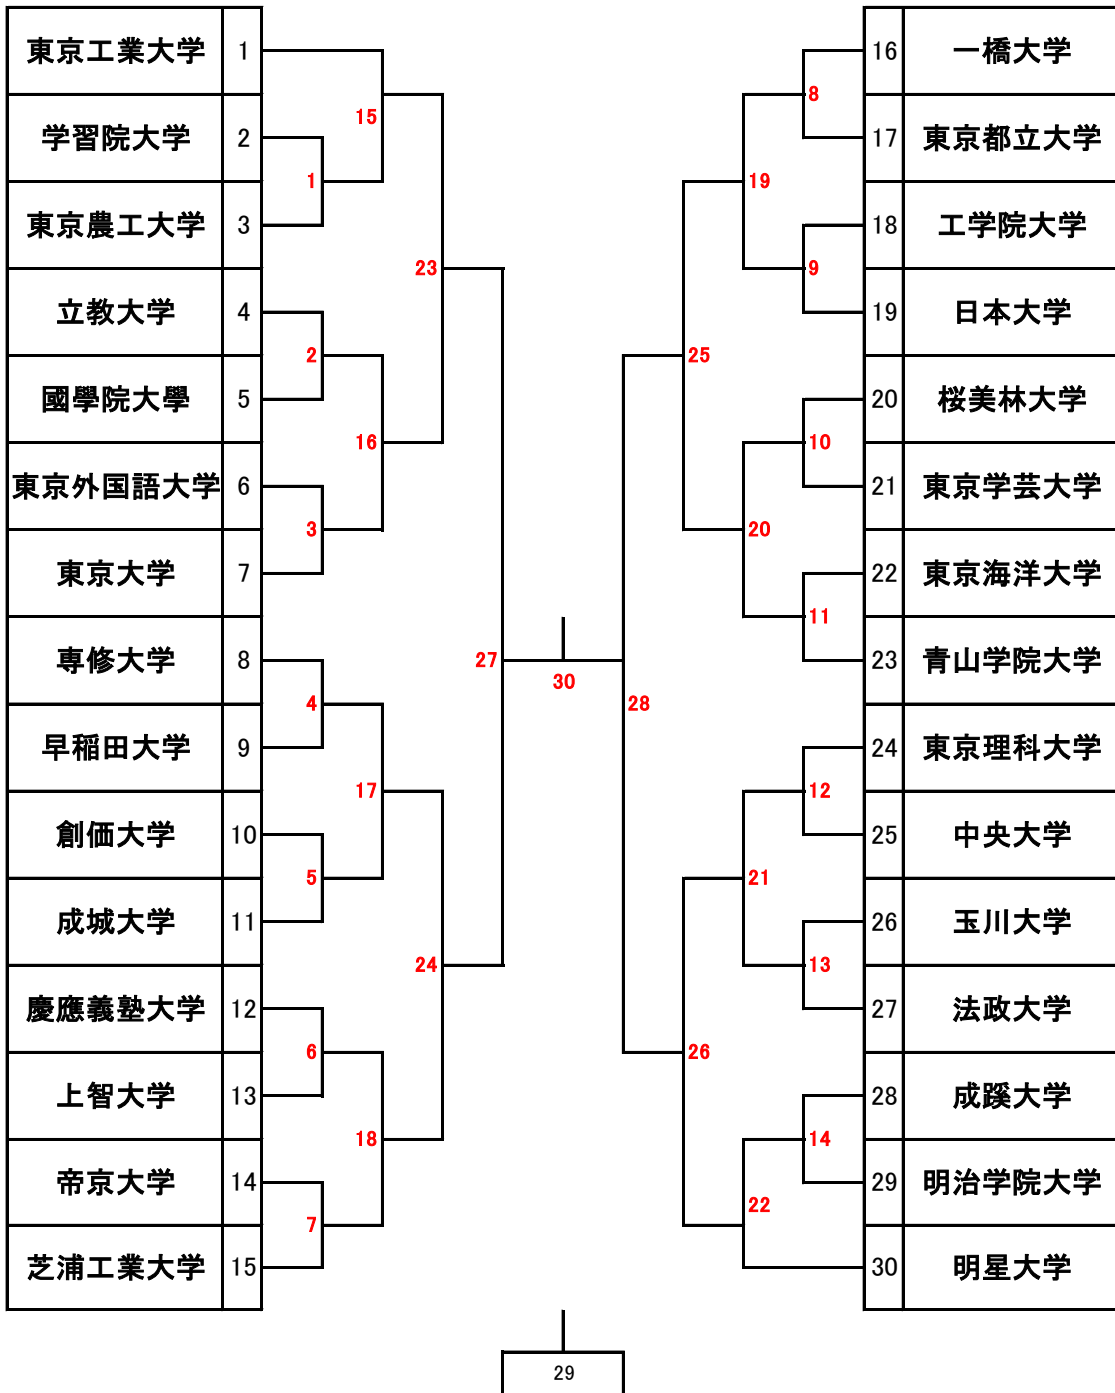 東京工業大学 1
学習院大学 2
東京農工大学 3
立教大学 4
國學院大學 5
東京外国語大学 6
東京大学 7
専修大学 8
早稲田大学 9
創価大学 10
成城大学 11
慶應義塾大学 12
上智大学 13
帝京大学 14
芝浦工業大学 15
15
1
23
2
16
3
27
4
17
5
24
6
18
7
30
8
19
9
25
10
20
11
28
12
21
13
26
14
22
16 一橋大学
17 東京都立大学
18 工学院大学
19 日本大学
20 桜美林大学
21 東京学芸大学
22 東京海洋大学
23 青山学院大学
24 東京理科大学
25 中央大学
26 玉川大学
27 法政大学
28 成蹊大学
29 明治学院大学
30 明星大学
29